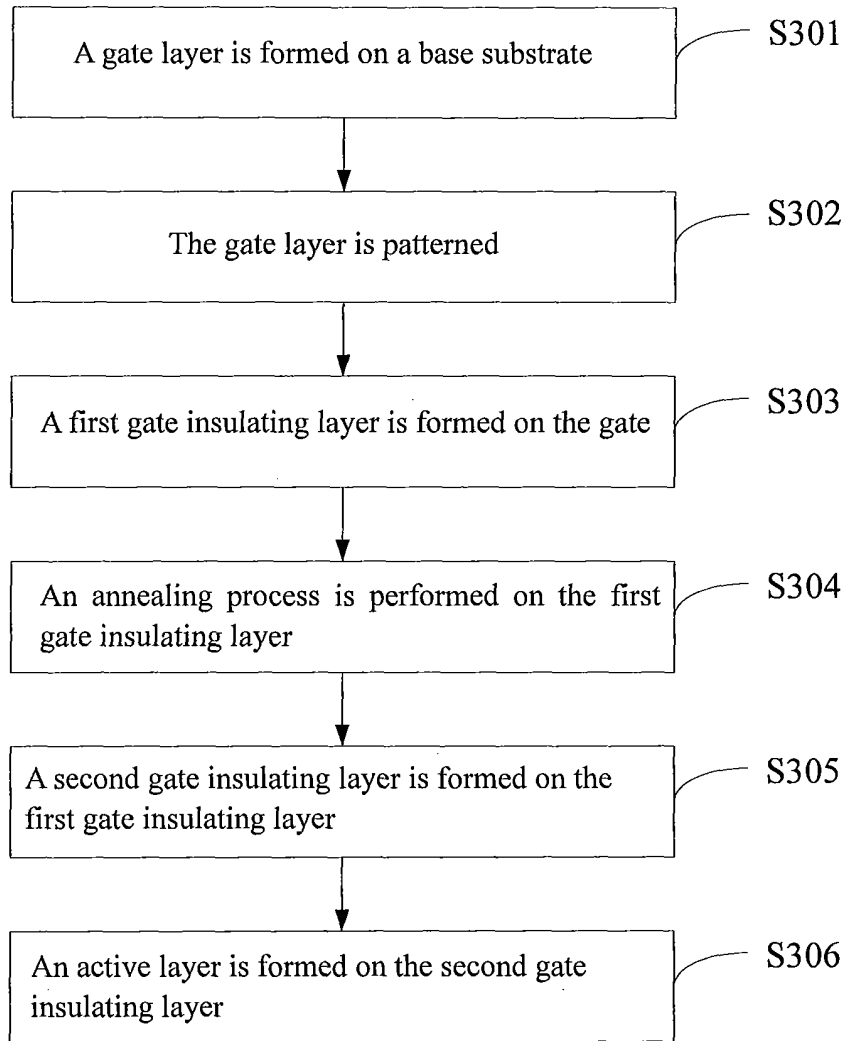 A gate layer is formed on a base substrate
S301
The gate layer is patterned
S302
A first gate insulating layer is formed on the gate
S303
An annealing process is performed on the first
gate insulating layer
S304
A second gate insulating layer is formed on the
first gate insulating layer
S305
An active layer is formed on the second gate
insulating layer
S306